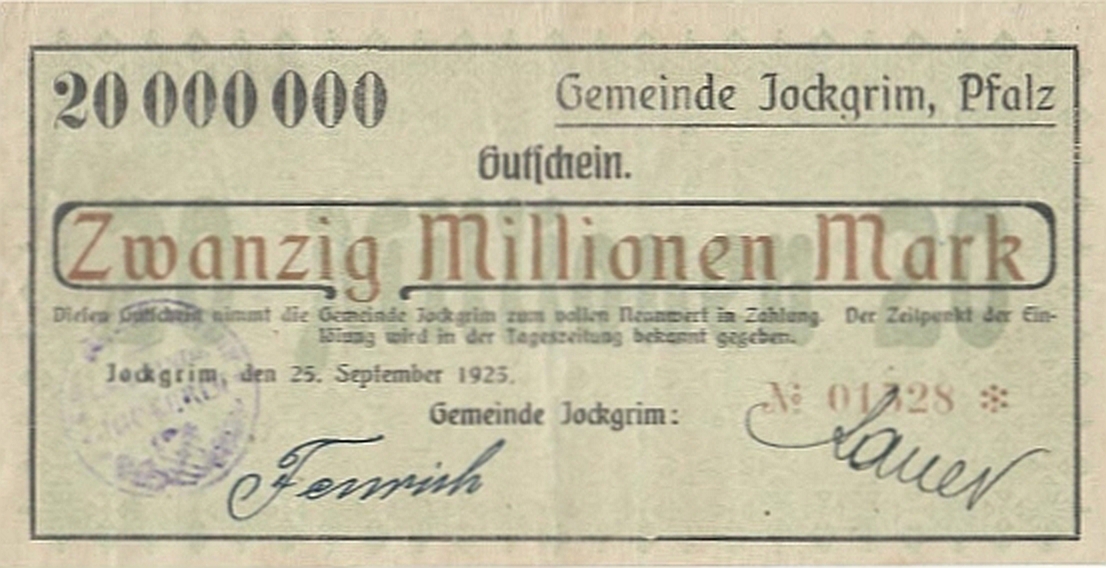 20 000 000
Gemeinde Jockgrim, Pfalz
Gutschein.
Zwanzig Millionen Mark
Diesen Gutschein nimmt die Gemeinde Jockgrim zum vollen Nennwert in Zahlung. Der Zeitpunkt der Ein-
lösung wird in der Tageszeitung bekannt gegeben.
Jockgrim, den 25. September 1923.
Gemeinde Jockgrim:
№ 01328 *
Fenrich
Lauer